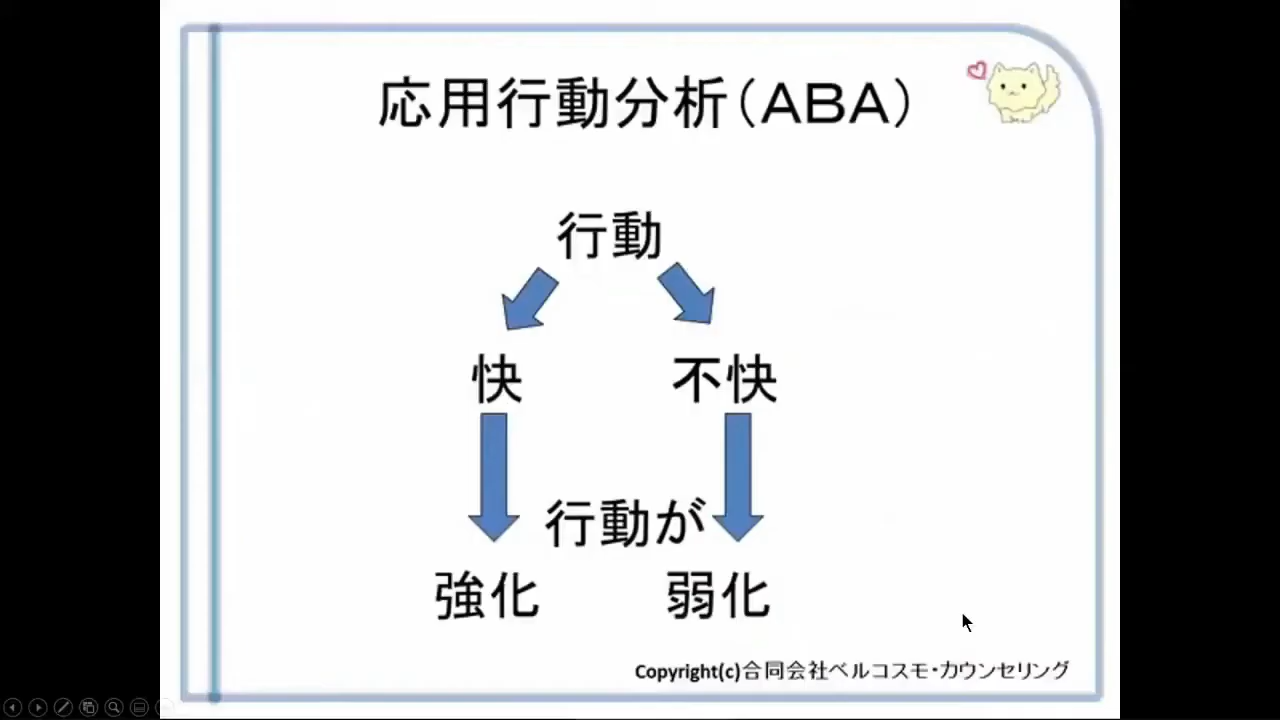 応用行動分析（ABA）
行動
快 不快
行動が
強化 弱化
Copyright(c)合同会社ベルコスモ・カウンセリング